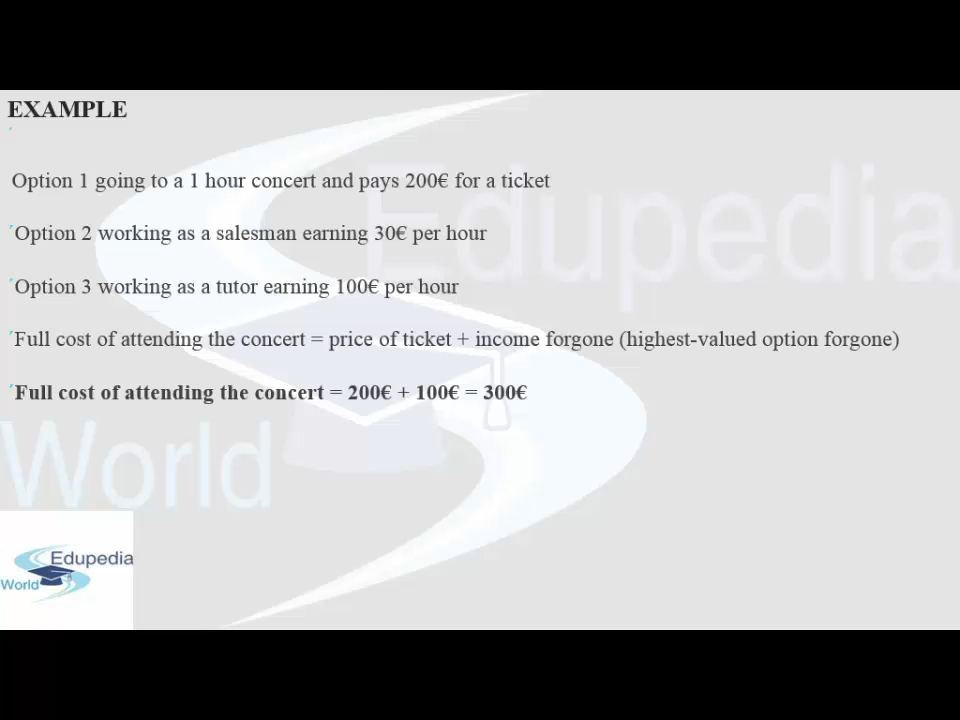 EXAMPLE
Option 1 going to a 1 hour concert and pays 200€ for a ticket
Option 2 working as a salesman earning 30€ per hour
Option 3 working as a tutor earning 100€ per hour
Full cost of attending the concert = price of ticket + income forgone (highest-valued option forgone)
Full cost of attending the concert = 200€ + 100€ = 300€
Edupedia
World
Edupedia
World